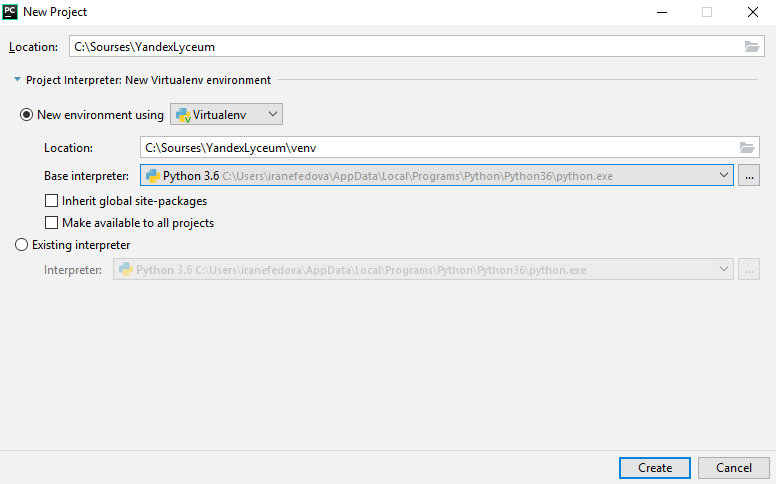 PC New Project
Location: C:\Sourses\YandexLyceum
Project Interpreter: New Virtualenv environment
New environment using Virtualenv
Location: C:\Sourses\YandexLyceum\venv
Base interpreter: Python 3.6 C:\Users\iranefedova\AppData\Local\Programs\Python\Python36\python.exe ...
Inherit global site-packages
Make available to all projects
Existing interpreter
Interpreter: Python 3.6 C:\Users\iranefedova\AppData\Local\Programs\Python\Python36\python.exe ...
Create Cancel